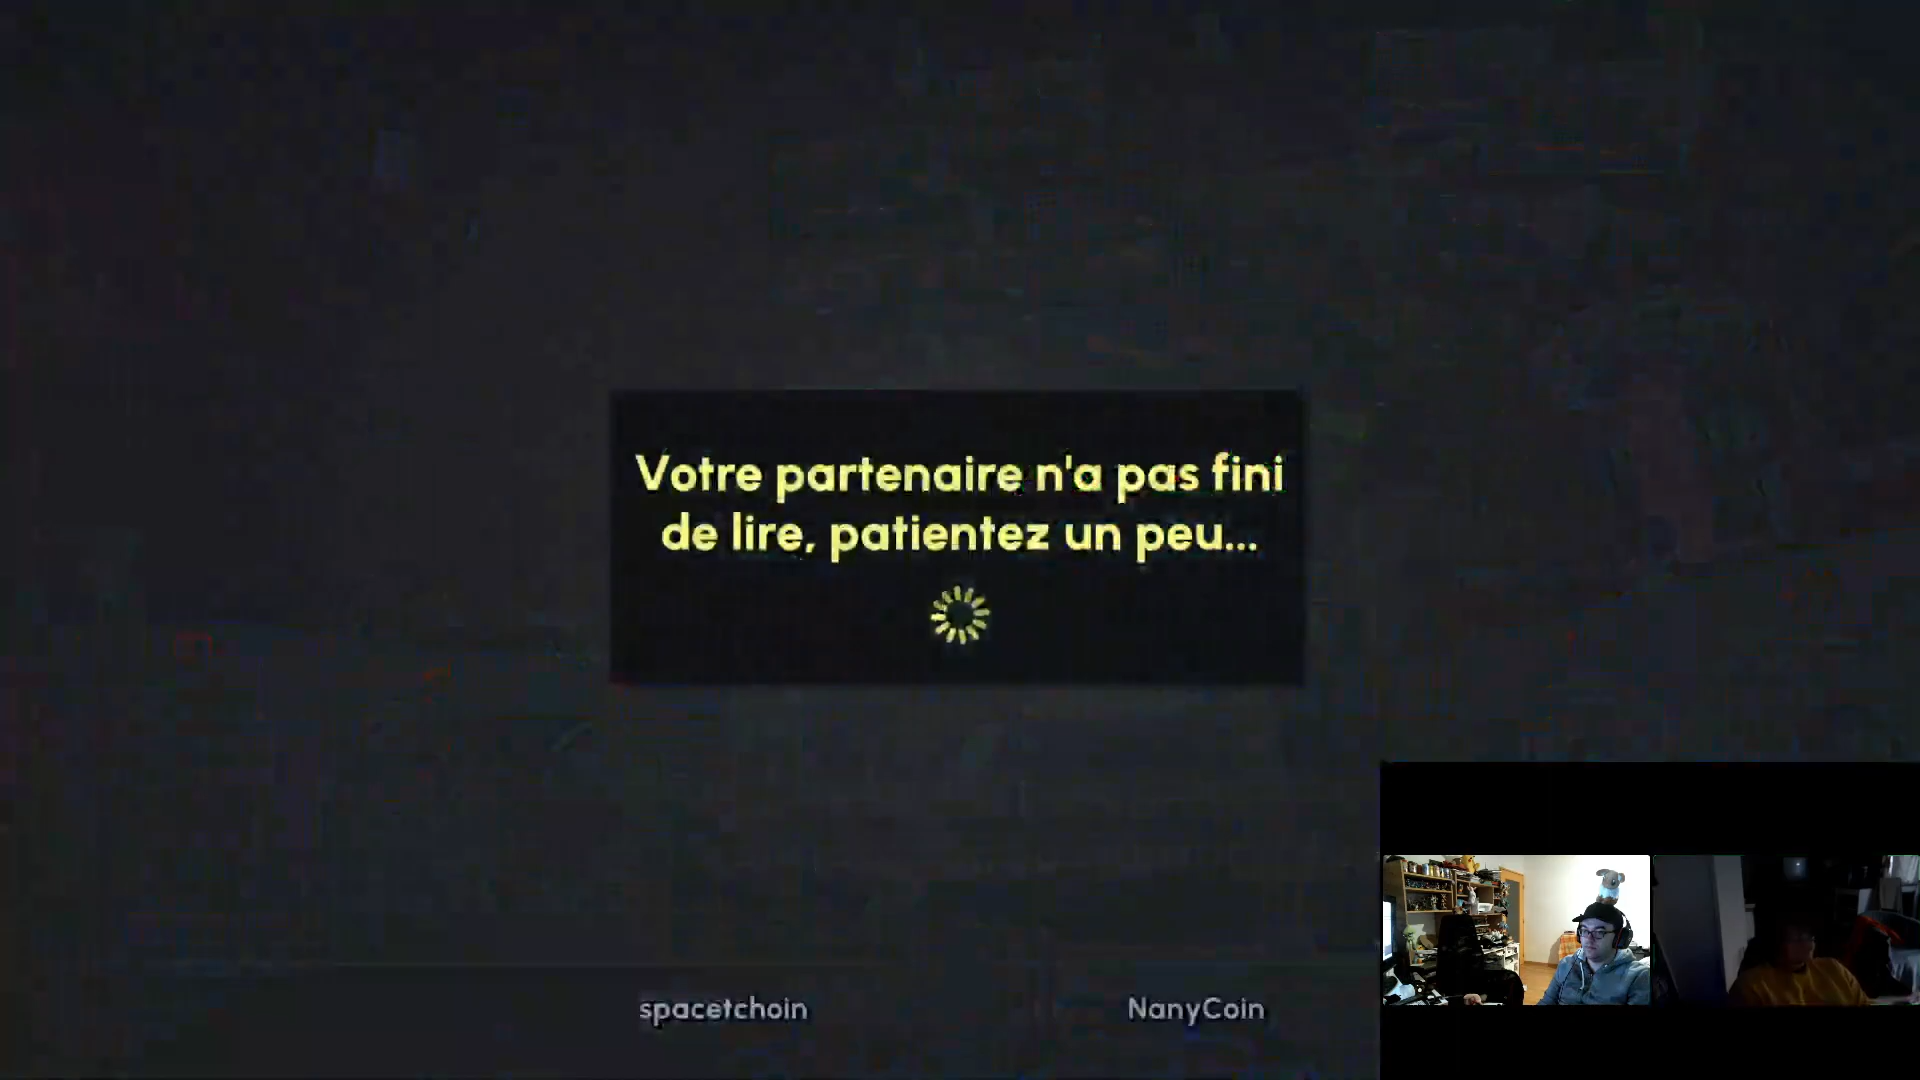 Votre partenaire n'a pas fini
de lire, patientez un peu...
spacetchoin
NanyCoin